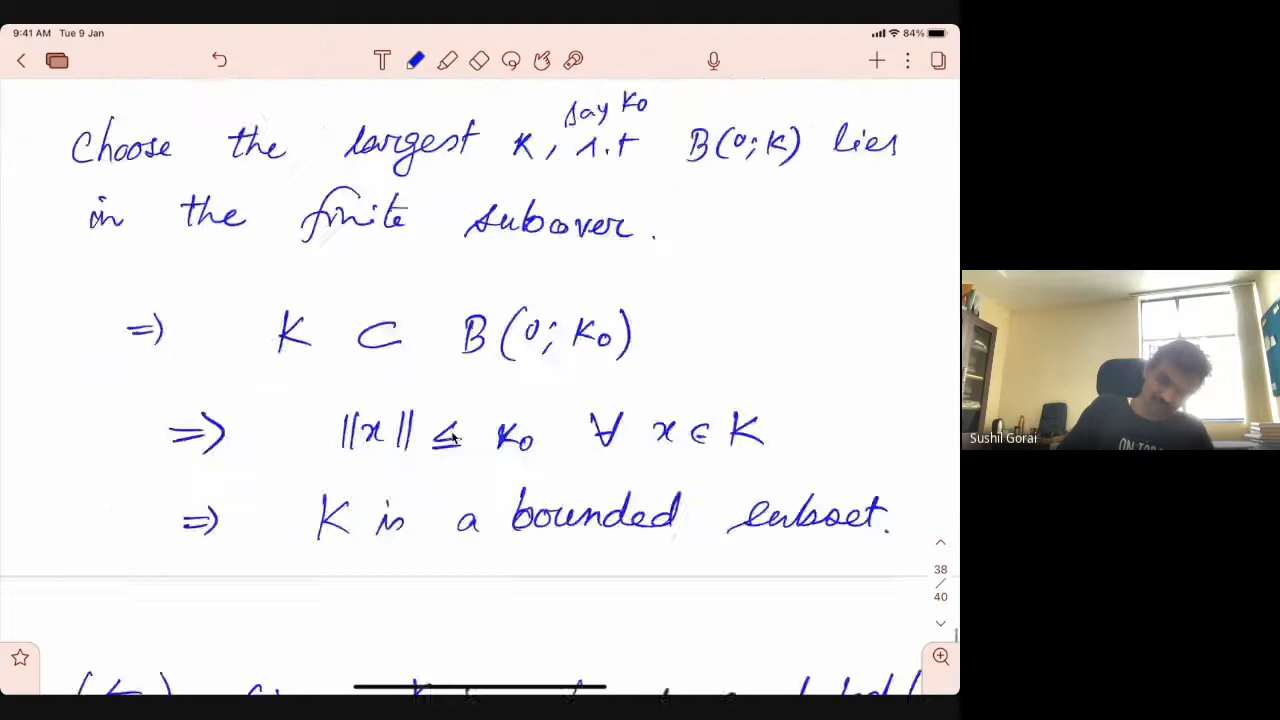 9:41 AM Tue 9 Jan
84%
say K₀
Choose the largest K, s.t B(0;K) lies
in the finite subcover.
=> K ⊂ B(0; K₀)
=> ||x|| ≤ K₀ ∀ x ∈ K
=> K is a bounded subset.
38
/
40
Sushil Gorai